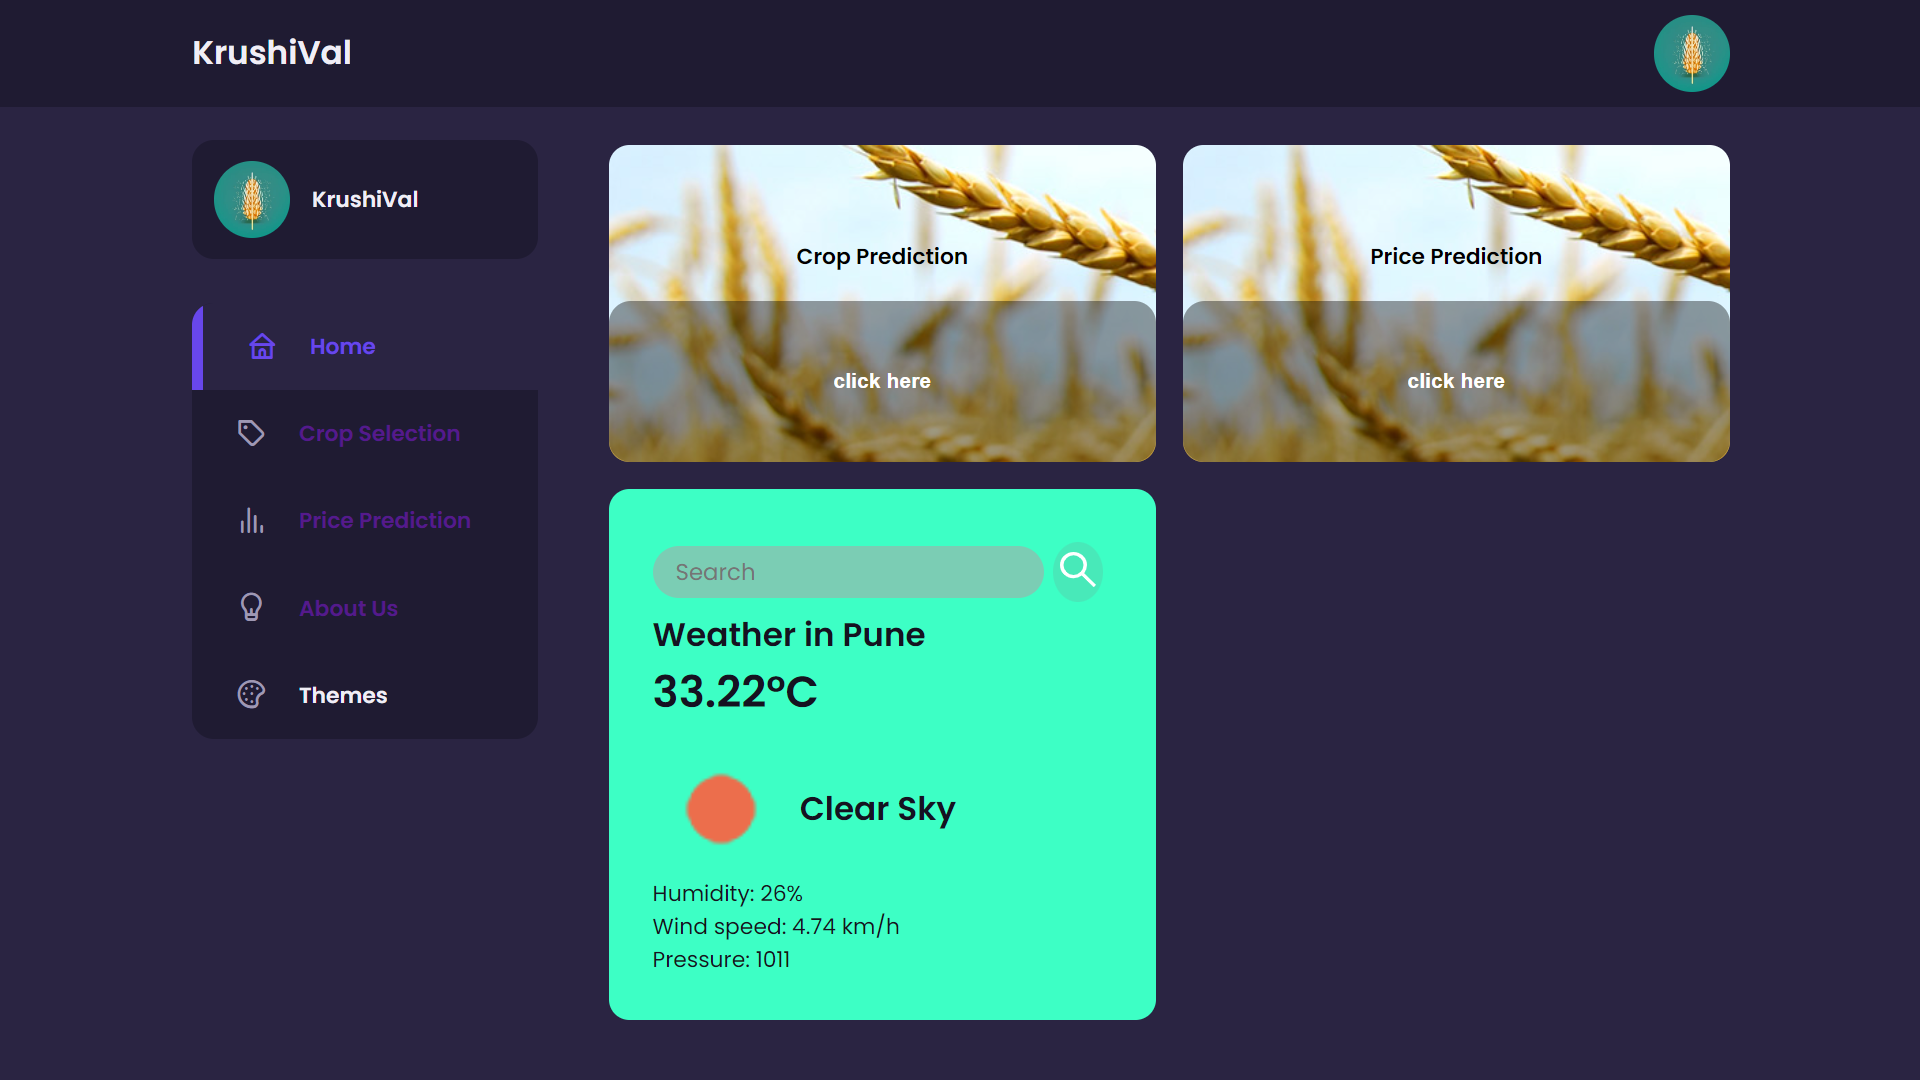 KrushiVal
KrushiVal
Home
Crop Selection
Price Prediction
About Us
Themes
Crop Prediction
click here
Price Prediction
click here
Search
Weather in Pune
33.22°C
Clear Sky
Humidity: 26%
Wind speed: 4.74 km/h
Pressure: 1011